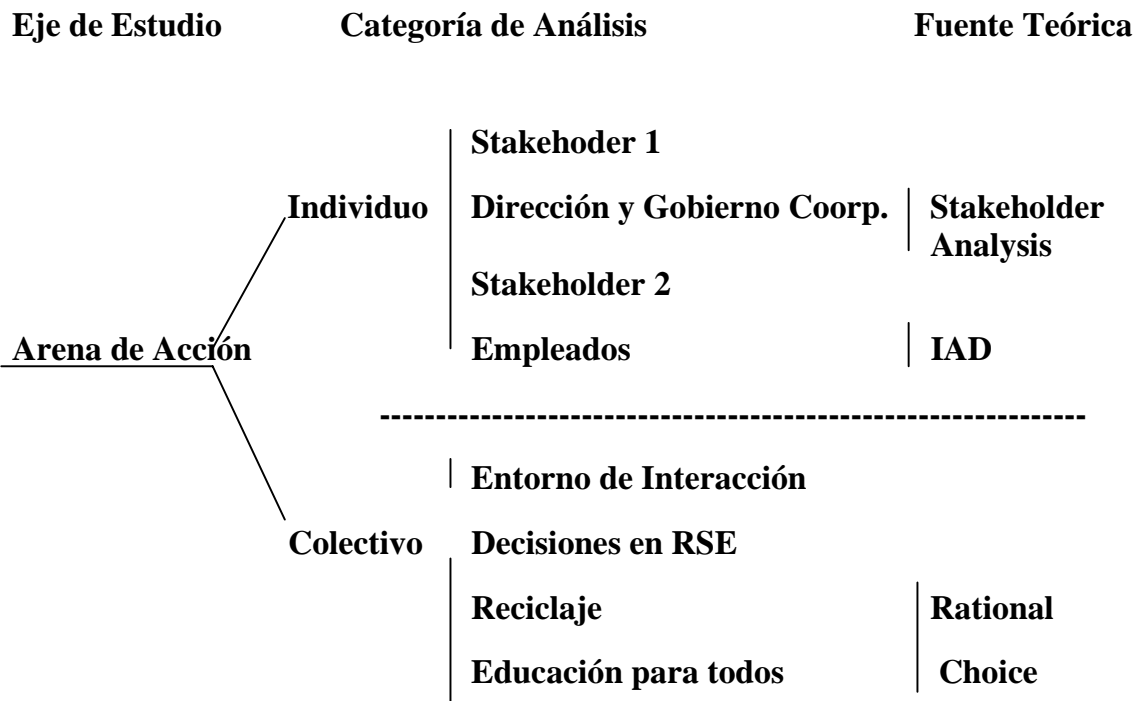 Eje de Estudio Categoría de Análisis Fuente Teórica
Stakehoder 1
Individuo Dirección y Gobierno Coorp. Stakeholder
Analysis
Stakeholder 2
Arena de Acción Empleados IAD
---------------------------------------------------------------
Entorno de Interacción
Colectivo Decisiones en RSE
Reciclaje Rational
Educación para todos Choice